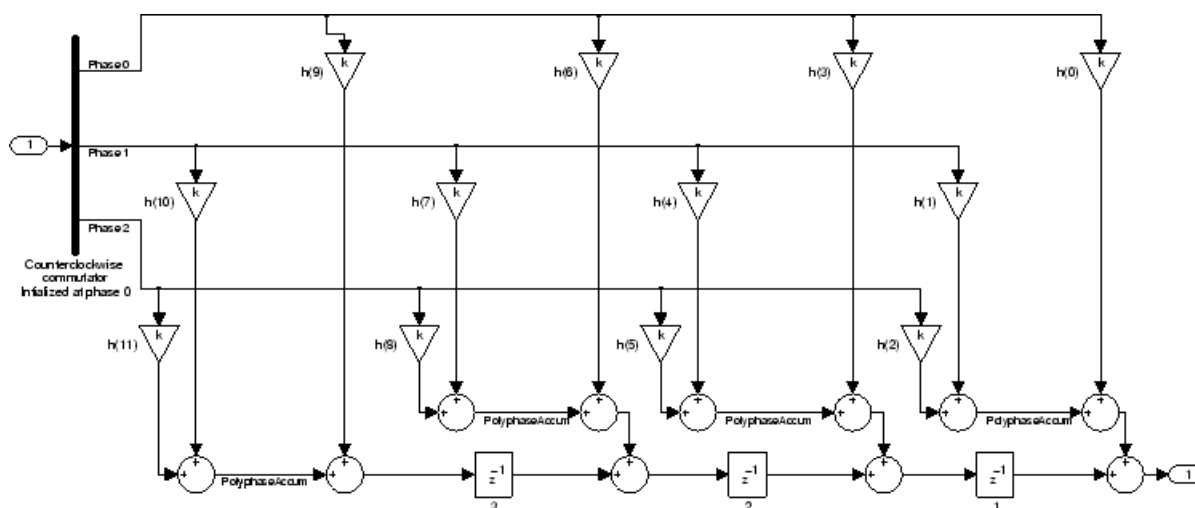 Phase 0
k
h(9)
k
h(6)
k
h(3)
k
h(0)
1
Phase 1
k
h(10)
k
h(7)
k
h(4)
k
h(1)
Phase 2
Counterclockwise
commutator
Initialized at phase 0
k
h(11)
k
h(8)
k
h(5)
k
h(2)
+
+
PolyphaseAccum
+
+
+
PolyphaseAccum
+
+
+
PolyphaseAccum
+
+
+
PolyphaseAccum
+
+
z⁻¹
3
+
+
z⁻¹
2
+
+
z⁻¹
1
+
+
1